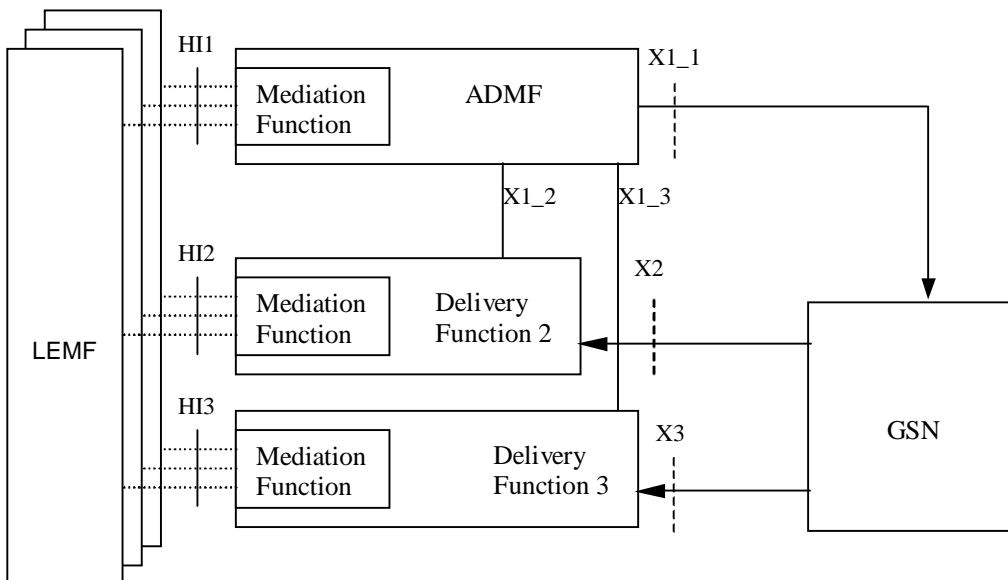 HI1
Mediation
Function
ADMF
X1_1
X1_2
X1_3
HI2
Mediation
Function
Delivery
Function 2
X2
LEMF
HI3
Mediation
Function
Delivery
Function 3
X3
GSN